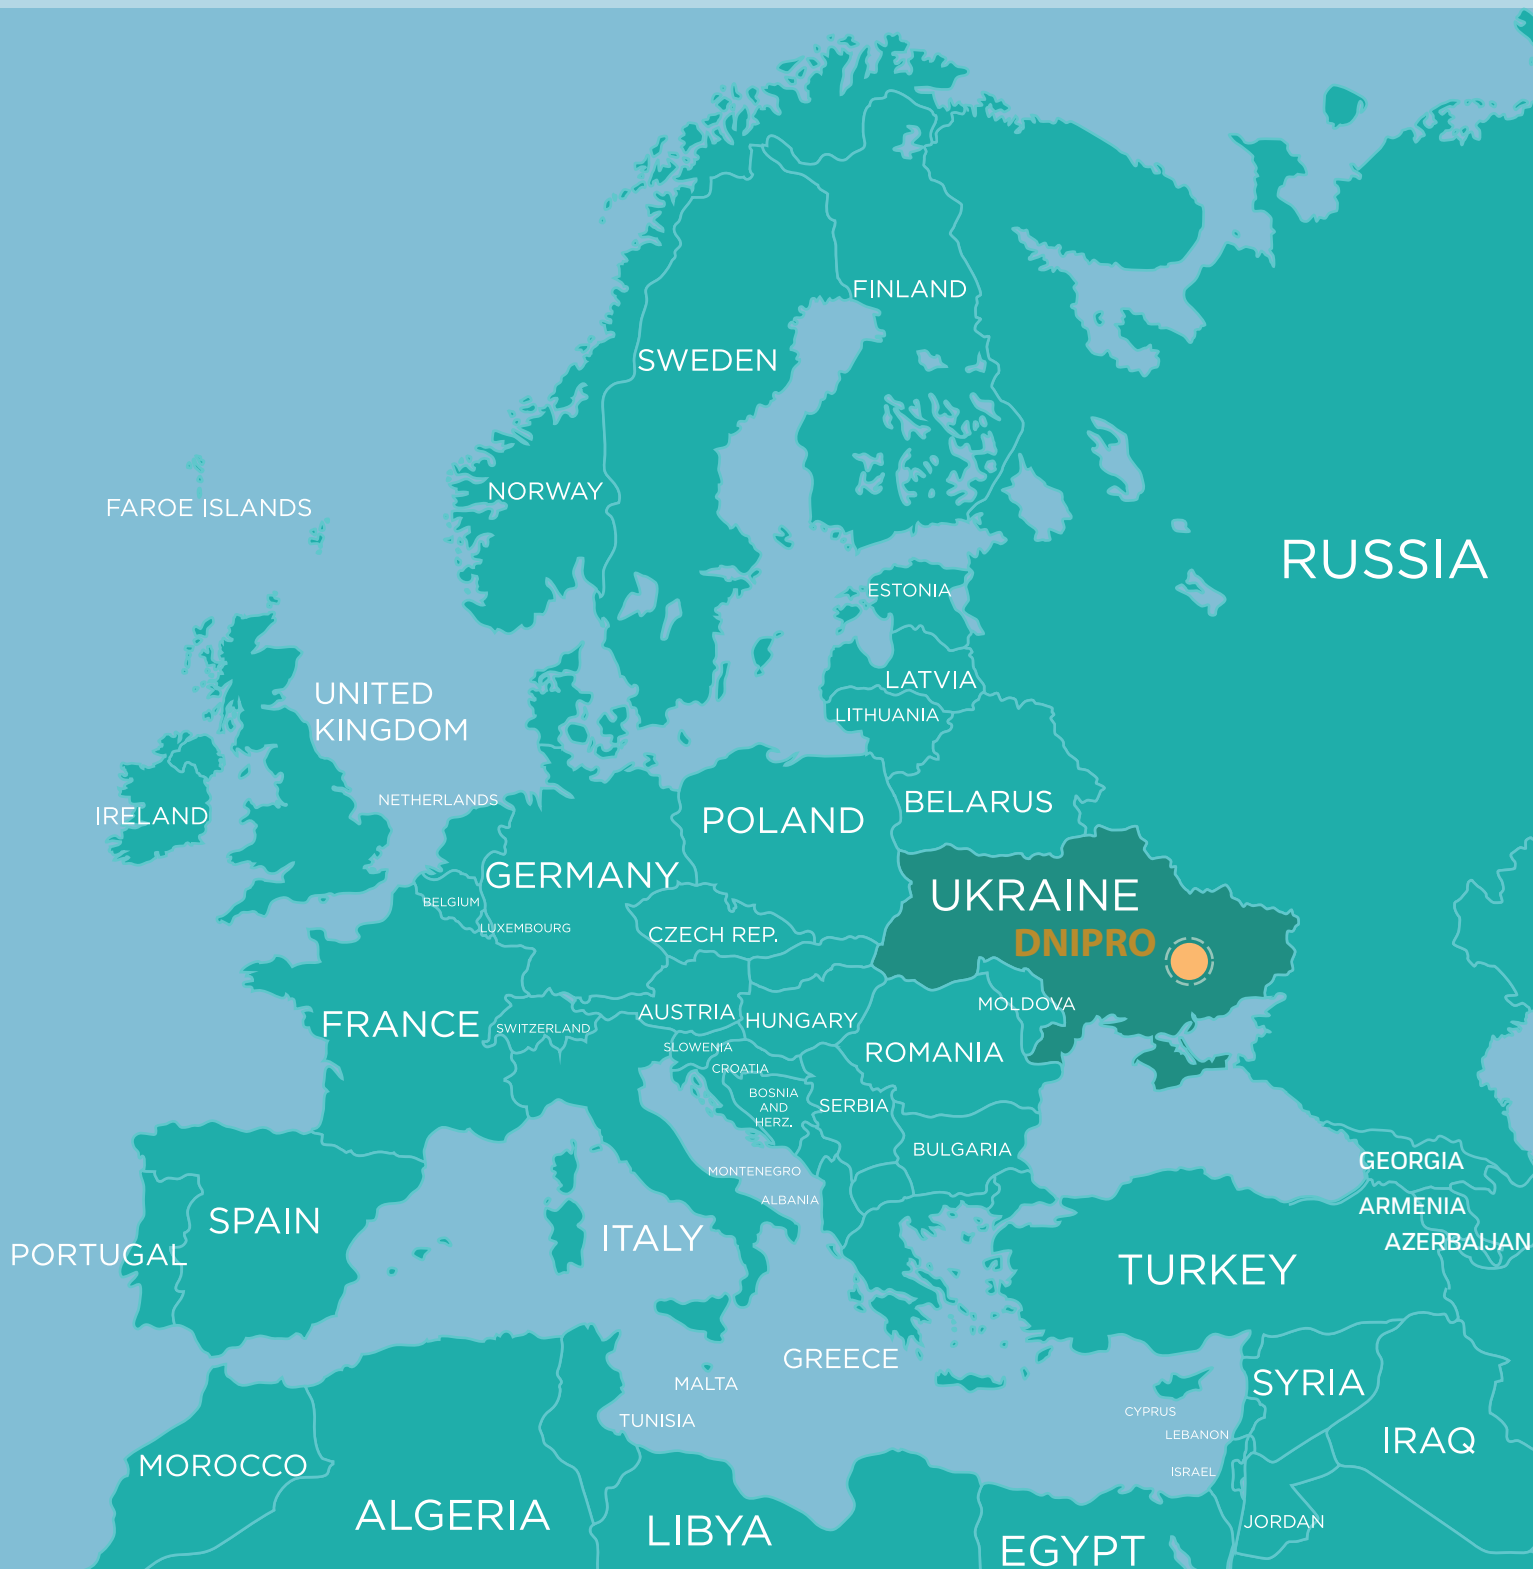 FINLAND
SWEDEN
NORWAY
FAROE ISLANDS
RUSSIA
ESTONIA
LATVIA
LITHUANIA
UNITED
KINGDOM
NETHERLANDS
IRELAND
POLAND
BELARUS
GERMANY
UKRAINE
BELGIUM
LUXEMBOURG
CZECH REP.
DNIPRO
MOLDOVA
AUSTRIA
HUNGARY
FRANCE
SWITZERLAND
SLOWENIA
ROMANIA
CROATIA
BOSNIA
AND
HERZ.
SERBIA
BULGARIA
GEORGIA
MONTENEGRO
ALBANIA
ARMENIA
SPAIN
ITALY
AZERBAIJAN
PORTUGAL
TURKEY
GREECE
MALTA
SYRIA
CYPRUS
TUNISIA
LEBANON
IRAQ
MOROCCO
ISRAEL
ALGERIA
JORDAN
LIBYA
EGYPT